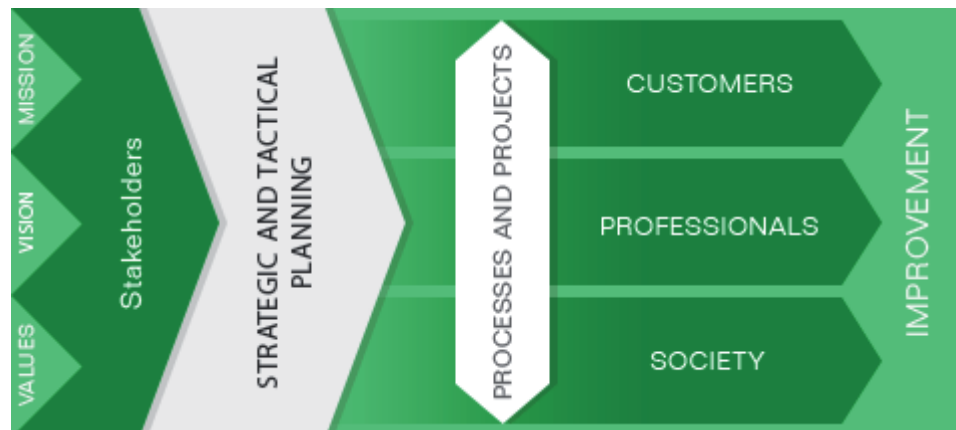 MISSION
VISION
VALUES
Stakeholders
STRATEGIC AND TACTICAL
PLANNING
PROCESSES AND PROJECTS
CUSTOMERS
PROFESSIONALS
SOCIETY
IMPROVEMENT